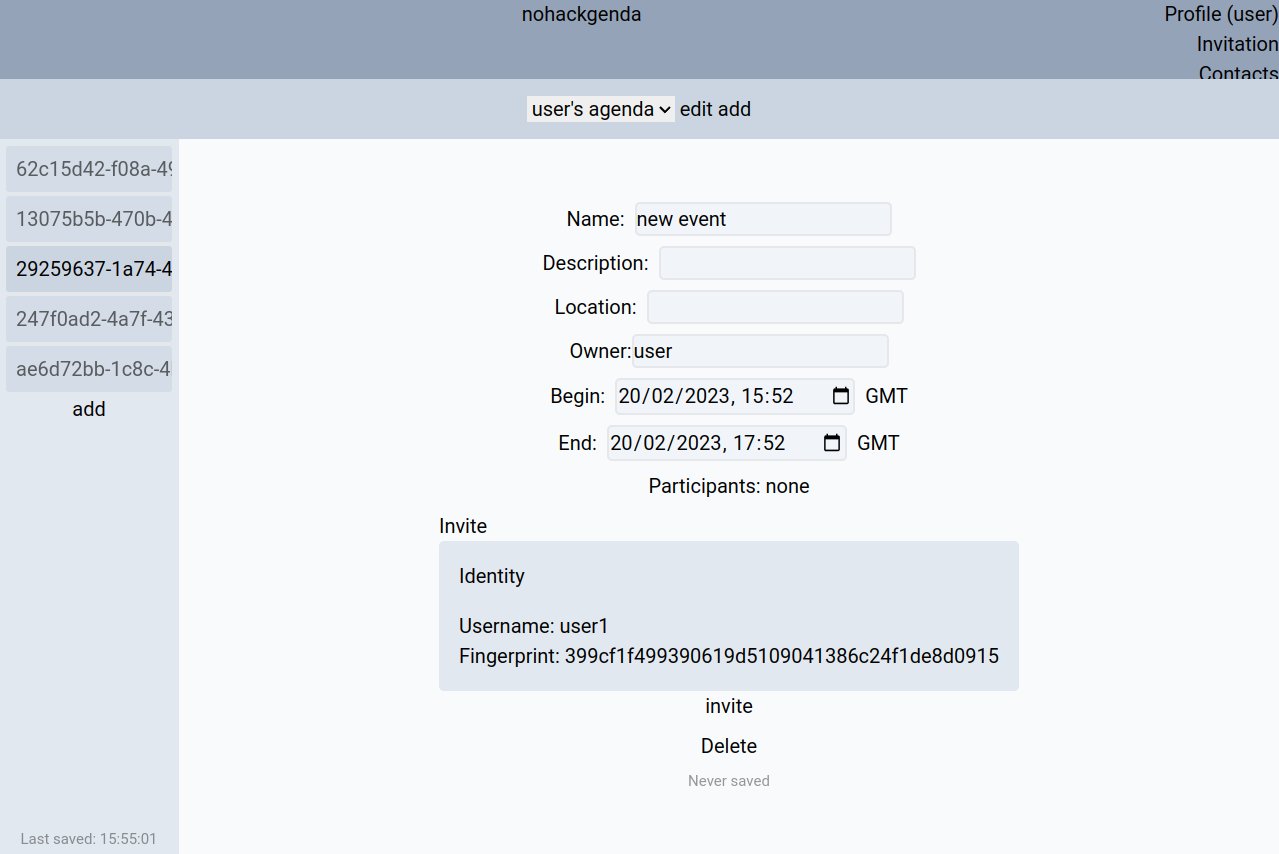 nohackgenda
Profile (user)
Invitation
Contacts
user's agenda edit add
62c15d42-f08a-49
13075b5b-470b-4
29259637-1a74-4
247f0ad2-4a7f-43
ae6d72bb-1c8c-4
add
Name: new event
Description:
Location:
Owner: user
Begin: 20/02/2023, 15:52 GMT
End: 20/02/2023, 17:52 GMT
Participants: none
Invite
Identity
Username: user1
Fingerprint: 399cf1f499390619d5109041386c24f1de8d0915
invite
Delete
Never saved
Last saved: 15:55:01